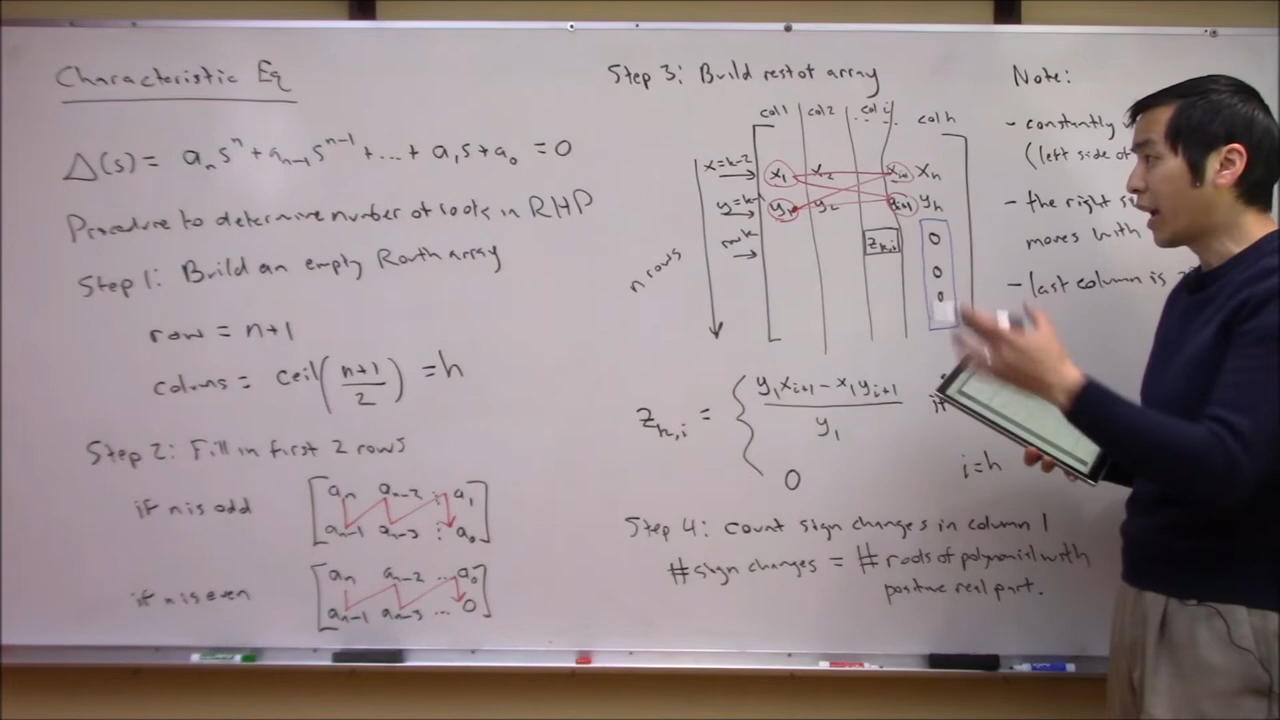 Characteristic Eq
Δ(s) = aₙsⁿ + aₙ₋₁sⁿ⁻¹ + ... + a₁s + a₀ = 0
Procedure to determine number of roots in RHP
Step 1: Build an empty Routh array
row = n+1
colums = ceil((n+1)/2) = h
Step 2: Fill in first 2 rows
if n is odd
aₙ aₙ₋₂ ⋮ a₁
aₙ₋₁ aₙ₋₃ ⋮ a₀
if n is even
aₙ aₙ₋₂ ... a₀
aₙ₋₁ aₙ₋₃ ... 0
Step 3: Build rest of array
col 1 col 2 col i col h
x=k-2 x₁ x₂ xᵢ₊₁ xₕ
y=k-1 y₁ y₂ yᵢ₊₁ yₕ
row k z_{k,i} 0
0
0
n rows
z_{k,i} = { (y₁xᵢ₊₁ − x₁yᵢ₊₁)/y₁ if
0 i=h
Step 4: count sign changes in column 1
# sign changes = # roots of polynomial with
positive real part.
Note:
- constantly
(left side of
- the right
moves with
- last column is